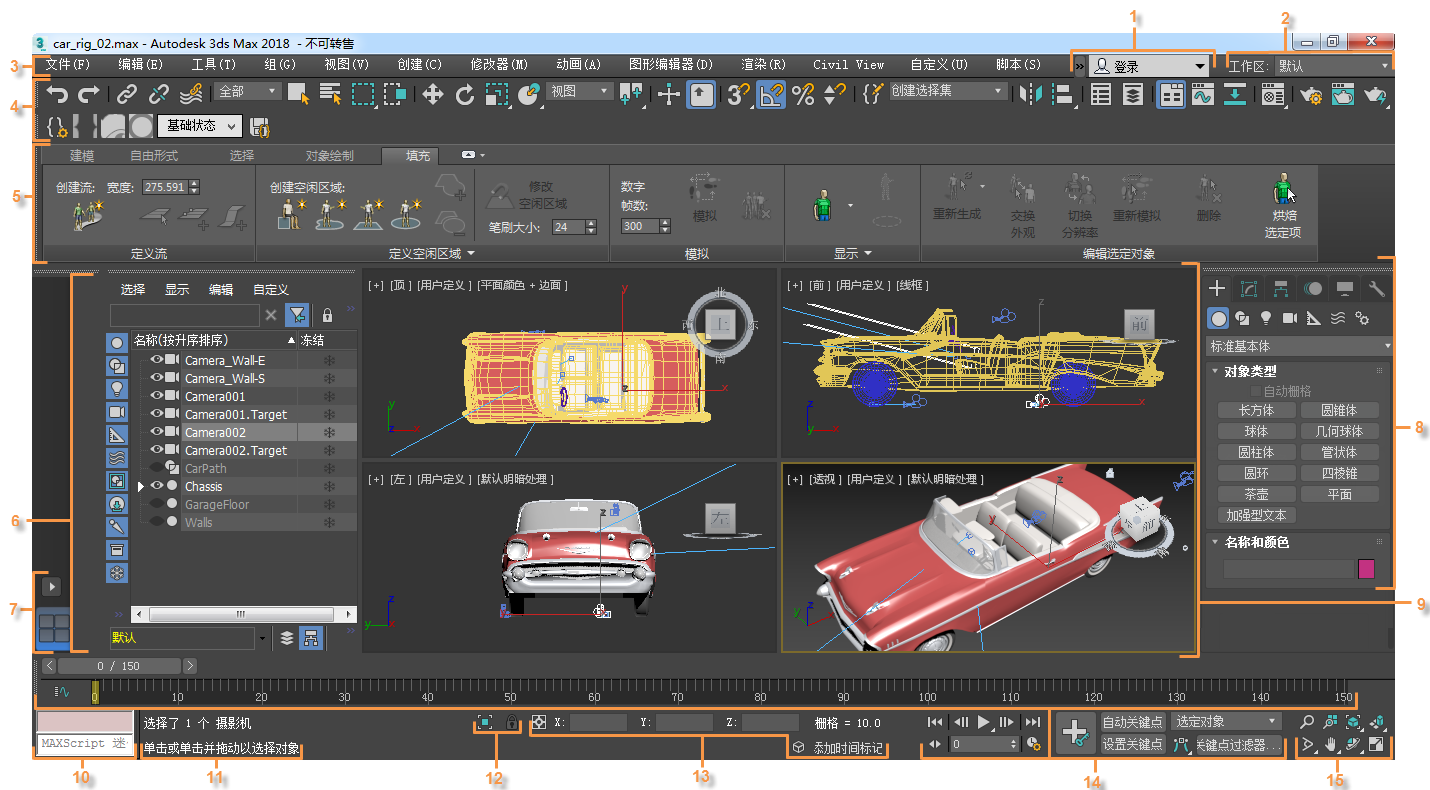 1
2
car_rig_02.max - Autodesk 3ds Max 2018 - 不可转售
3
文件(F) 编辑(E) 工具(T) 组(G) 视图(V) 创建(C) 修改器(M) 动画(A) 图形编辑器(D) 渲染(R) Civil View 自定义(U) 脚本(S) » 登录 工作区: 默认
4
全部 视图 3 创建选择集
基础状态
建模 自由形式 选择 对象绘制 填充
5
创建流: 宽度: 275.591
定义流
创建空闲区域:
修改
空闲区域
笔刷大小: 24
定义空闲区域
数字
帧数:
300
模拟
模拟
显示
重新生成
交换
外观
切换
分辨率
重新模拟
删除
烘焙
选定项
编辑选定对象
6
选择 显示 编辑 自定义
名称(按升序排序) 冻结
Camera_Wall-E
Camera_Wall-S
Camera001
Camera001.Target
Camera002
Camera002.Target
CarPath
Chassis
GarageFloor
Walls
默认
7
[+] [顶] [用户定义] [平面颜色 + 边面]
北
上
东
南
西
y
x
[+] [前] [用户定义] [线框]
前
z
x
y
[+] [左] [用户定义] [默认明暗处理]
左
z
y
[+] [透视] [用户定义] [默认明暗处理]
前
z
y
x
8
标准基本体
对象类型
自动栅格
长方体 圆锥体
球体 几何球体
圆柱体 管状体
圆环 四棱锥
茶壶 平面
加强型文本
名称和颜色
9
0 / 150
0 10 20 30 40 50 60 70 80 90 100 110 120 130 140 150
MAXScript 迷
选择了 1 个 摄影机
单击或单击并拖动以选择对象
X: Y: Z: 栅格 = 10.0
添加时间标记
0
自动关键点 选定对象
设置关键点 关键点过滤器...
10
11
12
13
14
15